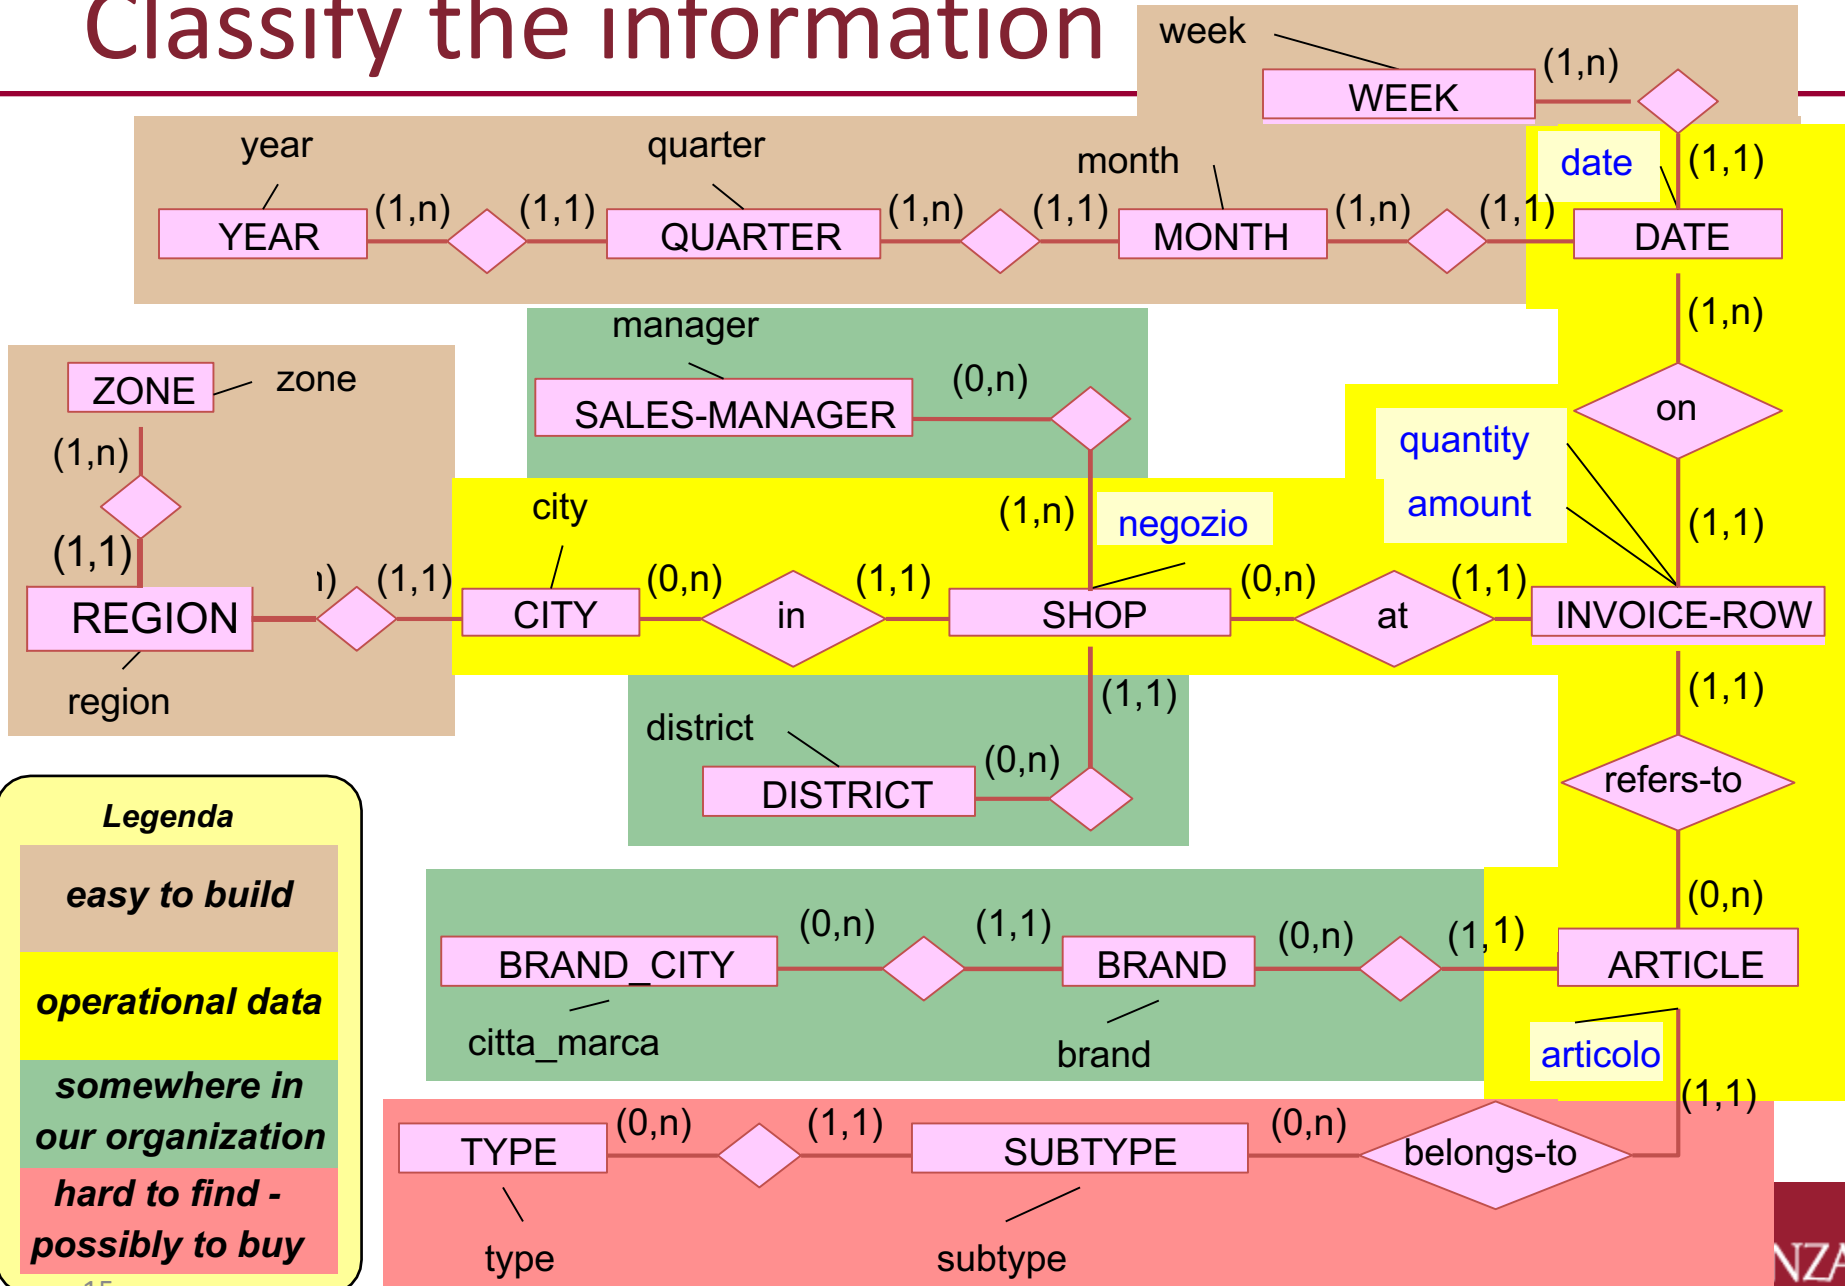 Classify the information
week
(1,n)
WEEK
year
quarter
month
date
(1,1)
(1,n)
(1,1)
(1,n)
(1,1)
(1,n)
(1,1)
YEAR
QUARTER
MONTH
DATE
manager
(1,n)
ZONE
zone
(0,n)
SALES-MANAGER
on
quantity
(1,n)
city
(1,n)
negozio
amount
(1,1)
(1,1)
(1,1)
(0,n)
(1,1)
(0,n)
(1,1)
REGION
CITY
in
SHOP
at
INVOICE-ROW
region
(1,1)
(1,1)
district
(0,n)
DISTRICT
refers-to
Legenda
easy to build
operational data
somewhere in
our organization
hard to find -
possibly to buy
(0,n)
(0,n)
(1,1)
(0,n)
(1,1)
BRAND_CITY
BRAND
ARTICLE
citta_marca
brand
articolo
(1,1)
(0,n)
(1,1)
(0,n)
TYPE
SUBTYPE
belongs-to
type
subtype
15